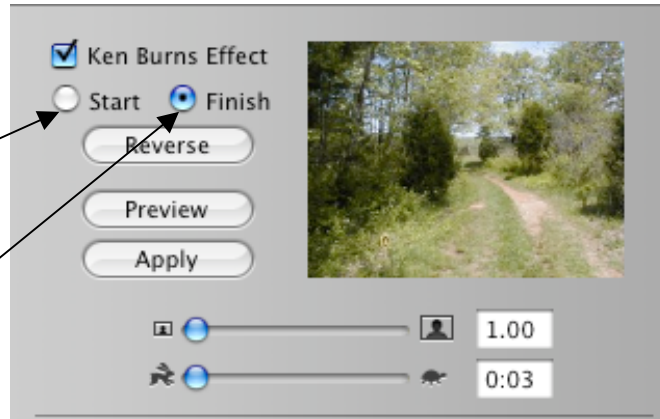 Ken Burns Effect
Start Finish
Reverse
Preview
Apply
1.00
0:03